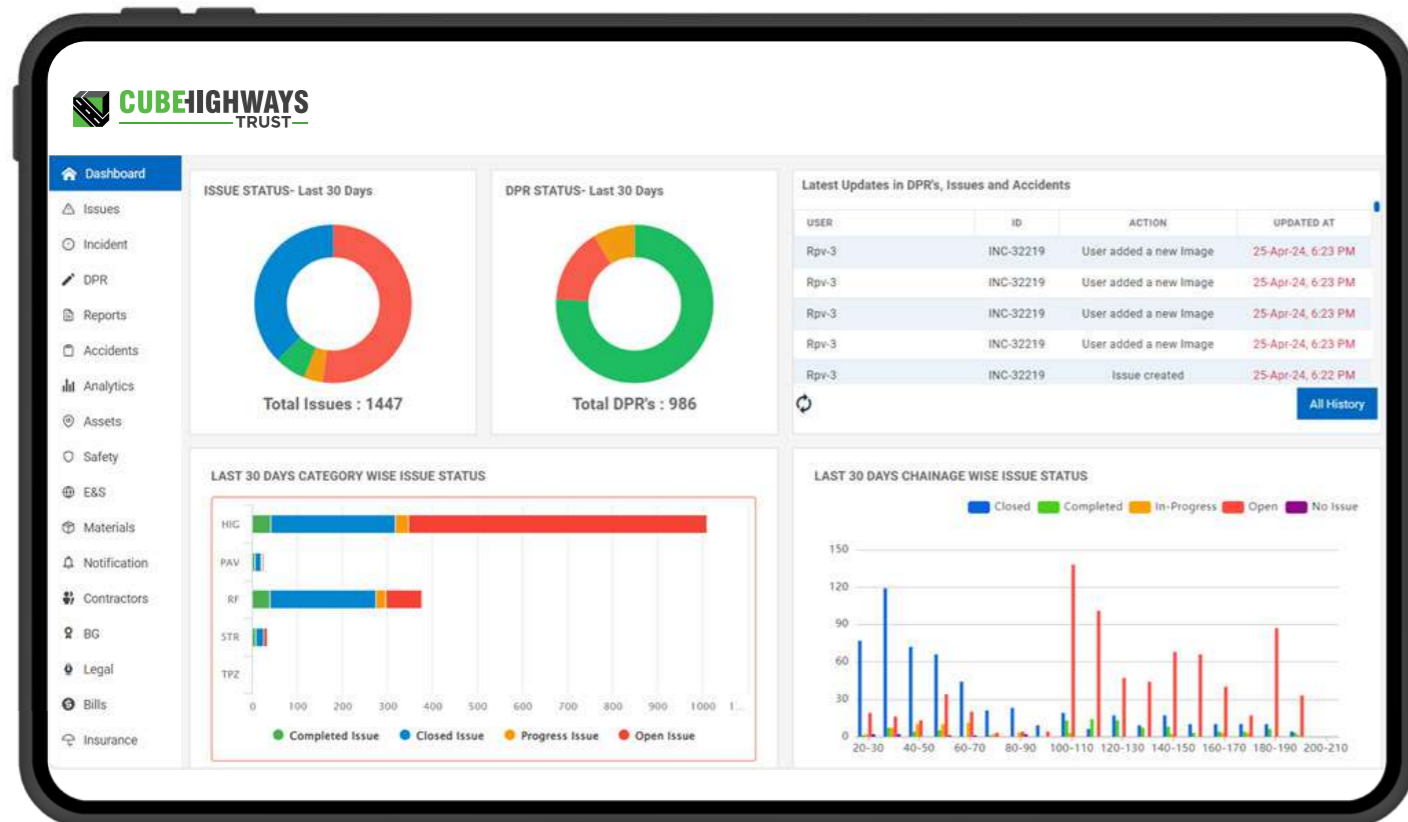 CUBEHIGHWAYS
TRUST
Dashboard
Issues
Incident
DPR
Reports
Accidents
Analytics
Assets
Safety
E&S
Materials
Notification
Contractors
BG
Legal
Bills
Insurance
ISSUE STATUS- Last 30 Days
Total Issues : 1447
DPR STATUS- Last 30 Days
Total DPR's : 986
Latest Updates in DPR's, Issues and Accidents
USER ID ACTION UPDATED AT
Rpv-3 INC-32219 User added a new Image 25-Apr-24, 6:23 PM
Rpv-3 INC-32219 User added a new Image 25-Apr-24, 6:23 PM
Rpv-3 INC-32219 User added a new Image 25-Apr-24, 6:23 PM
Rpv-3 INC-32219 User added a new Image 25-Apr-24, 6:23 PM
Rpv-3 INC-32219 Issue created 25-Apr-24, 6:22 PM
All History
LAST 30 DAYS CATEGORY WISE ISSUE STATUS
HIG
PAV
RF
STR
TPZ
0 100 200 300 400 500 600 700 800 900 1000 1...
Completed Issue Closed Issue Progress Issue Open Issue
LAST 30 DAYS CHAINAGE WISE ISSUE STATUS
Closed Completed In-Progress Open No Issue
150
120
90
60
30
0
20-30 40-50 60-70 80-90 100-110 120-130 140-150 160-170 180-190 200-210